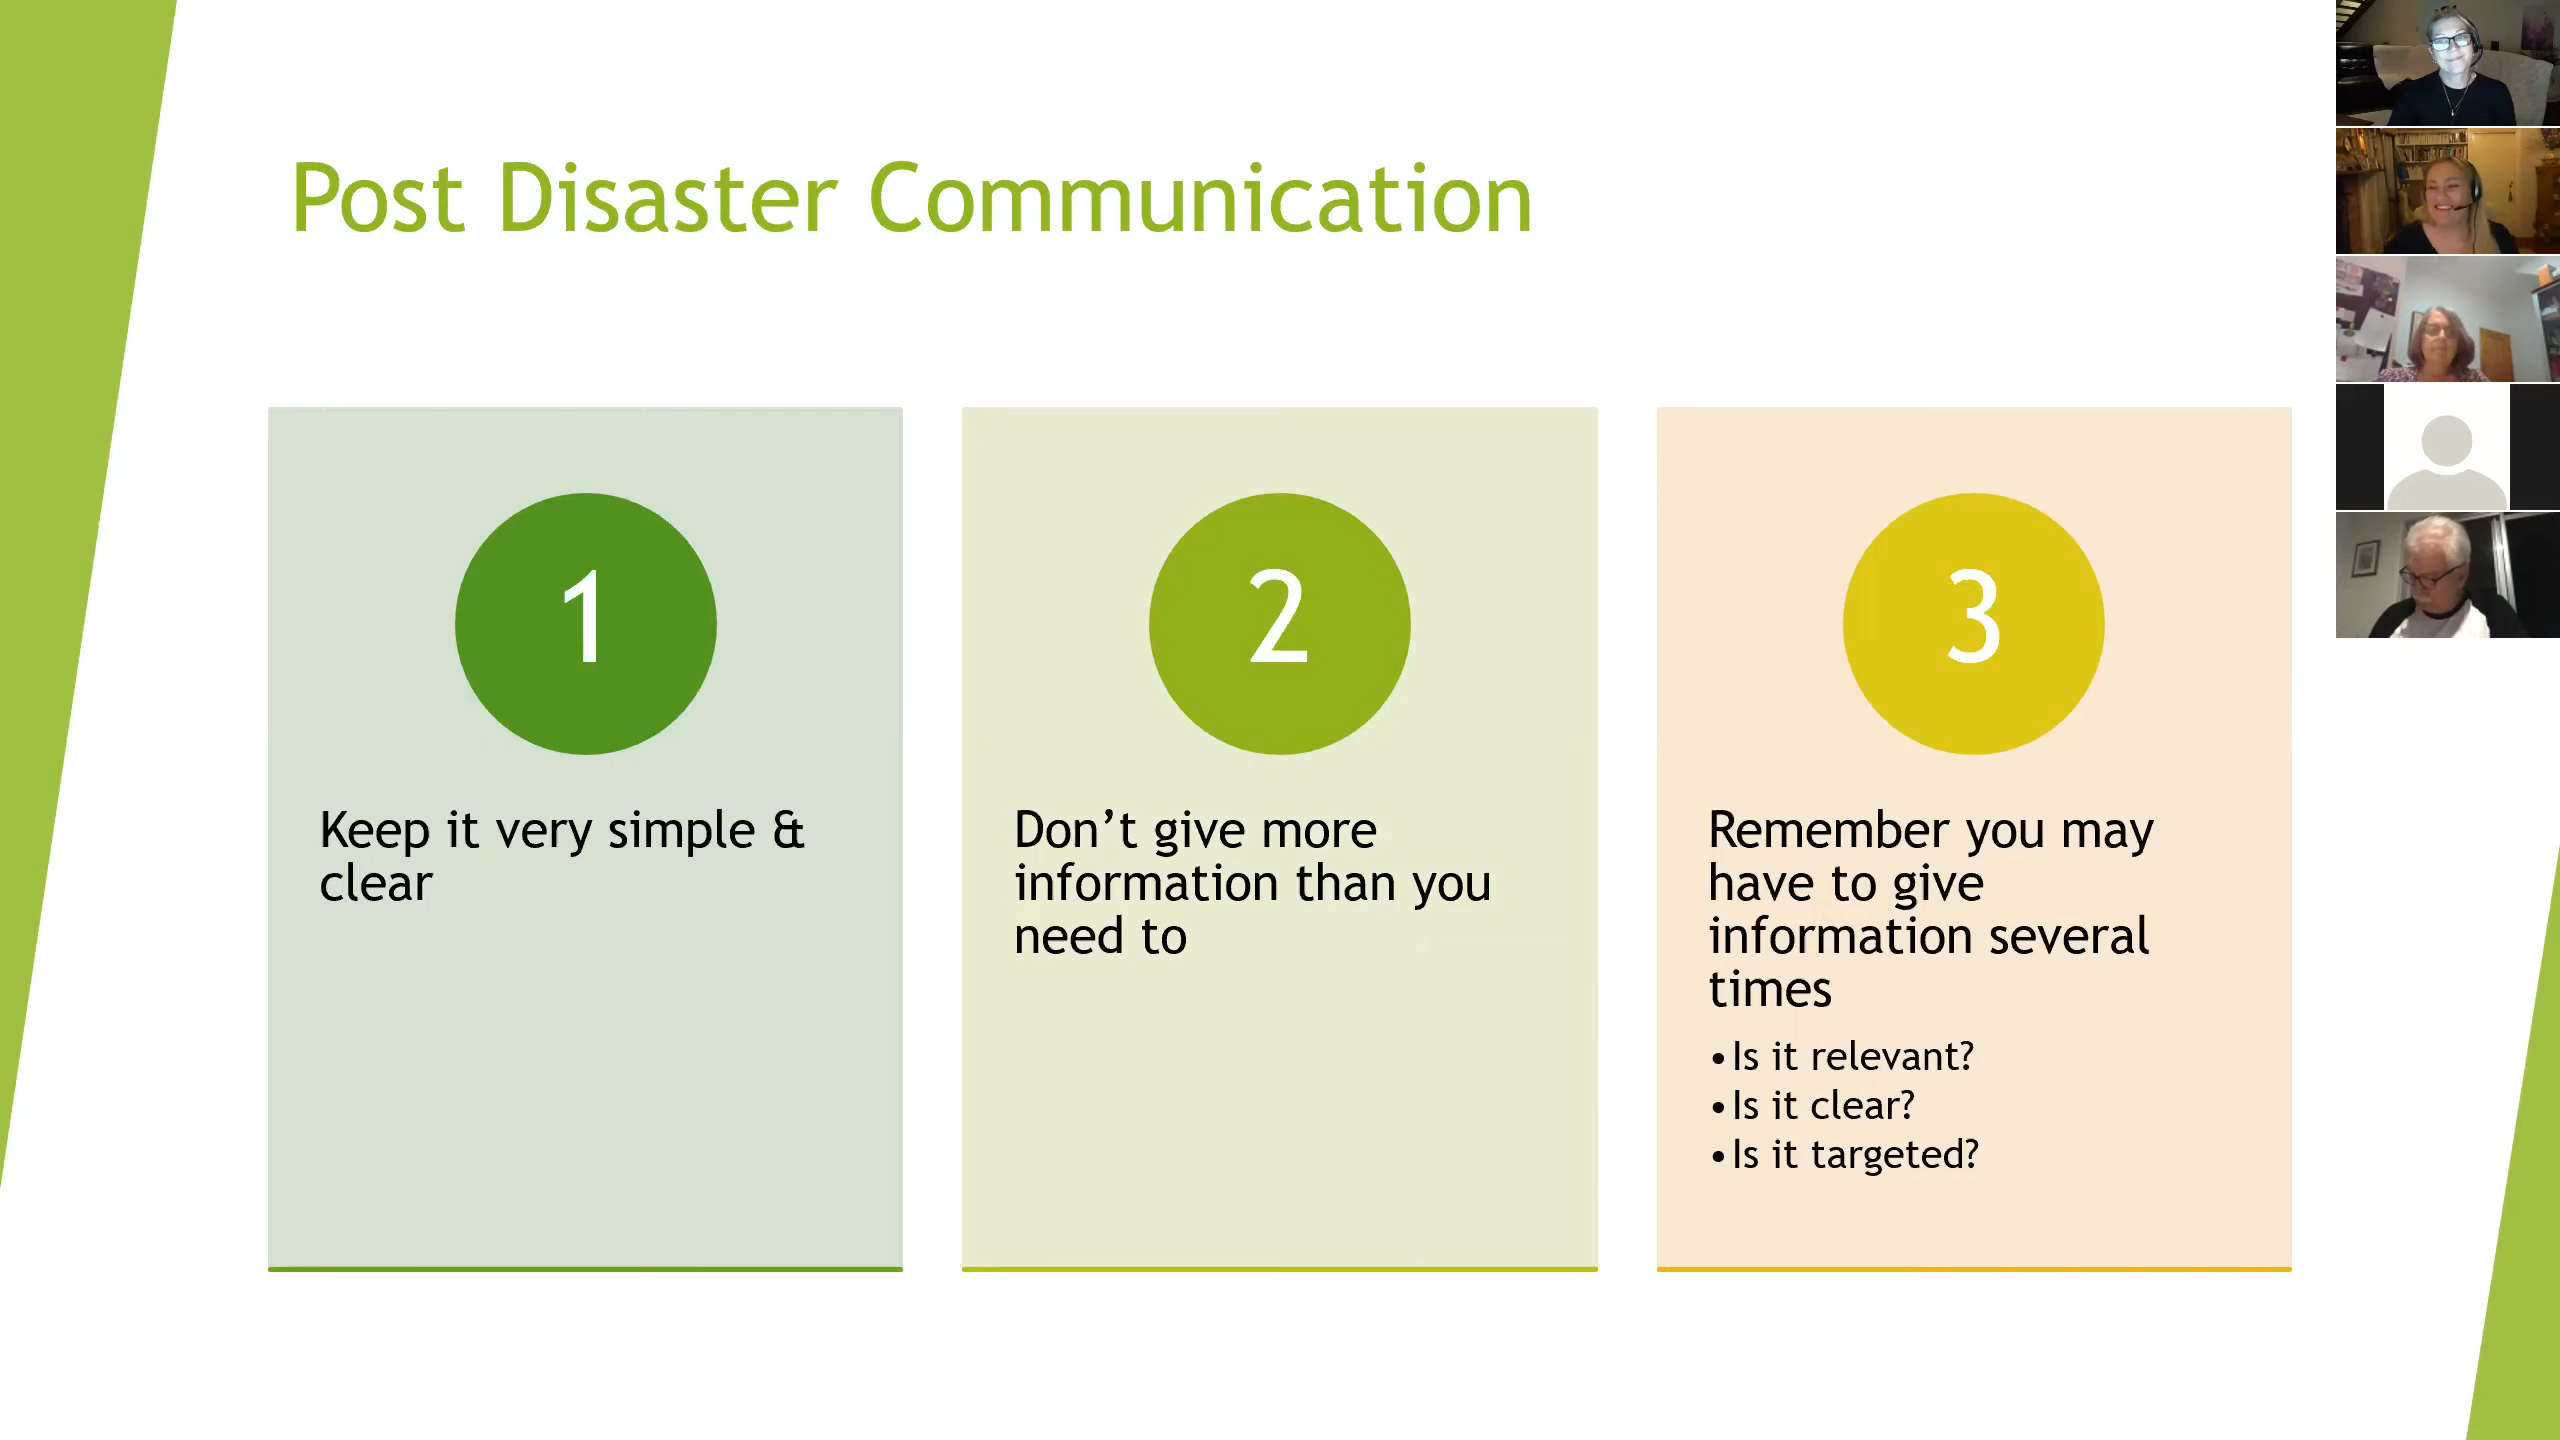 Post Disaster Communication
1
Keep it very simple &
clear
2
Don’t give more
information than you
need to
3
Remember you may
have to give
information several
times
•Is it relevant?
•Is it clear?
•Is it targeted?